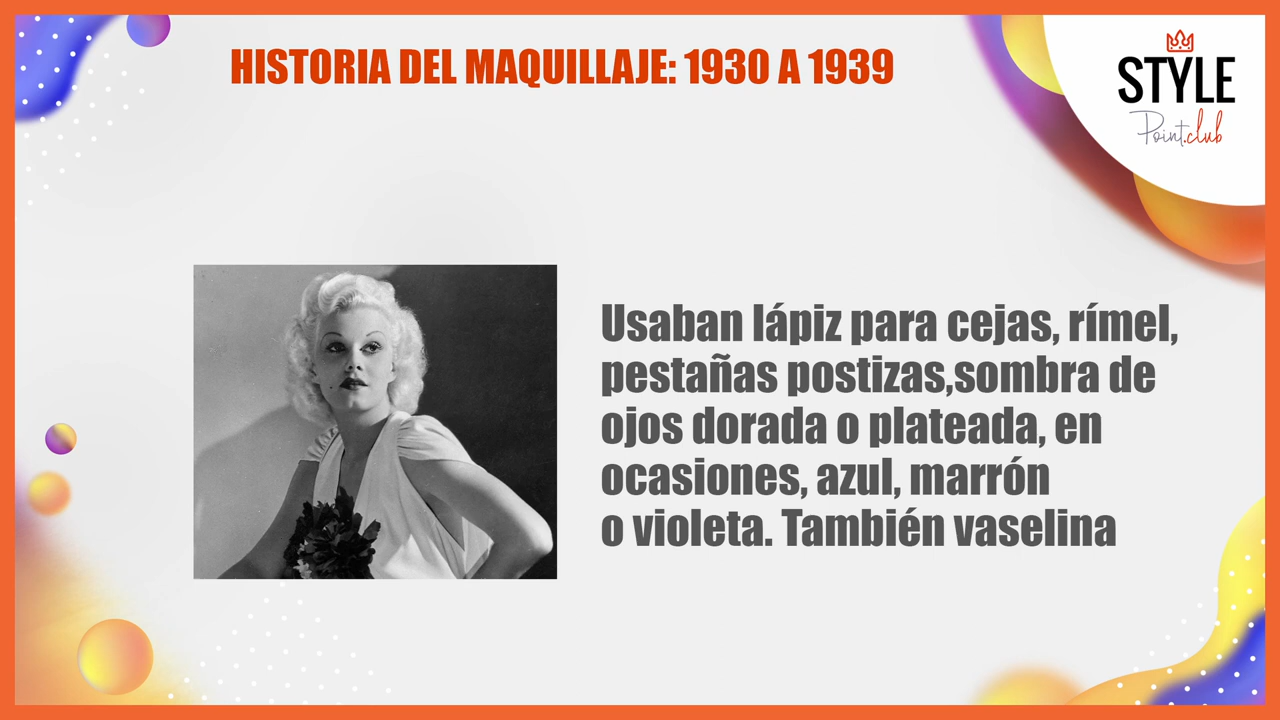 HISTORIA DEL MAQUILLAJE: 1930 A 1939
STYLE
Point.club
Usaban lápiz para cejas, rímel,
pestañas postizas,sombra de
ojos dorada o plateada, en
ocasiones, azul, marrón
o violeta. También vaselina